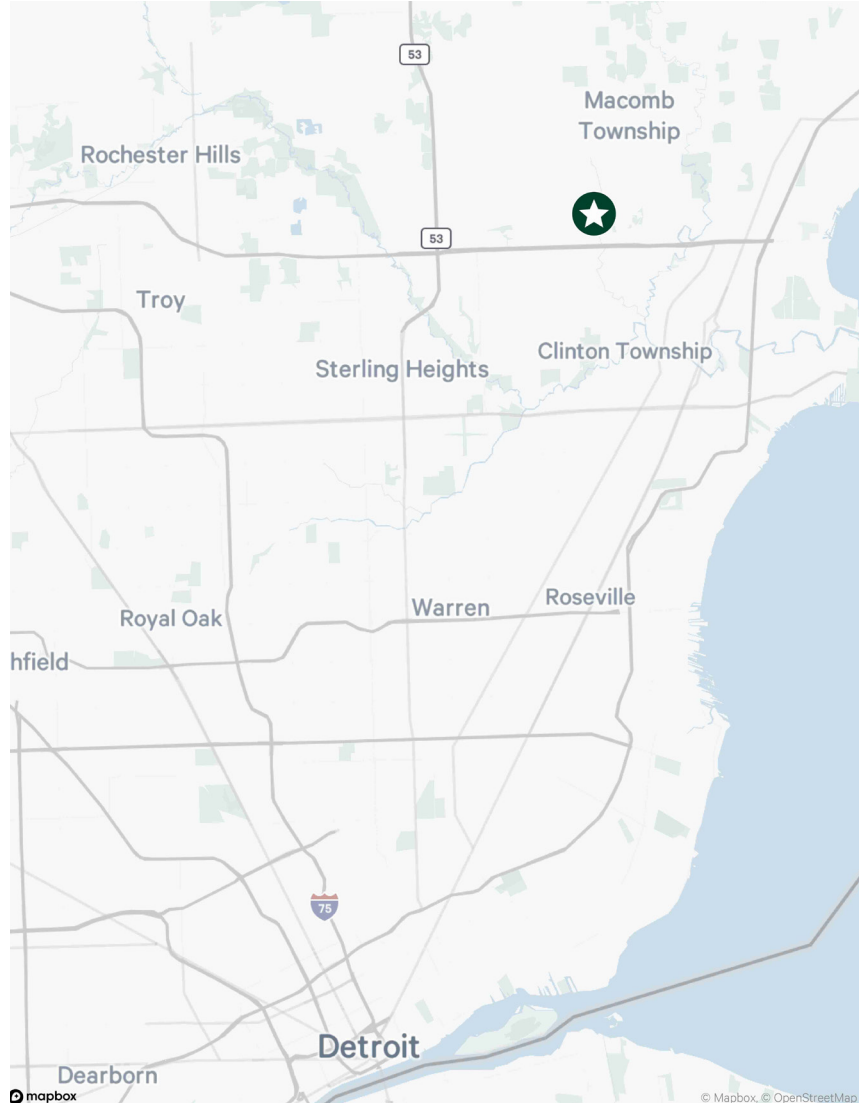 53
Macomb
Township
Rochester Hills
53
Troy
Clinton Township
Sterling Heights
Warren
Roseville
Royal Oak
hfield
75
Detroit
Dearborn
mapbox
© Mapbox, © OpenStreetMap